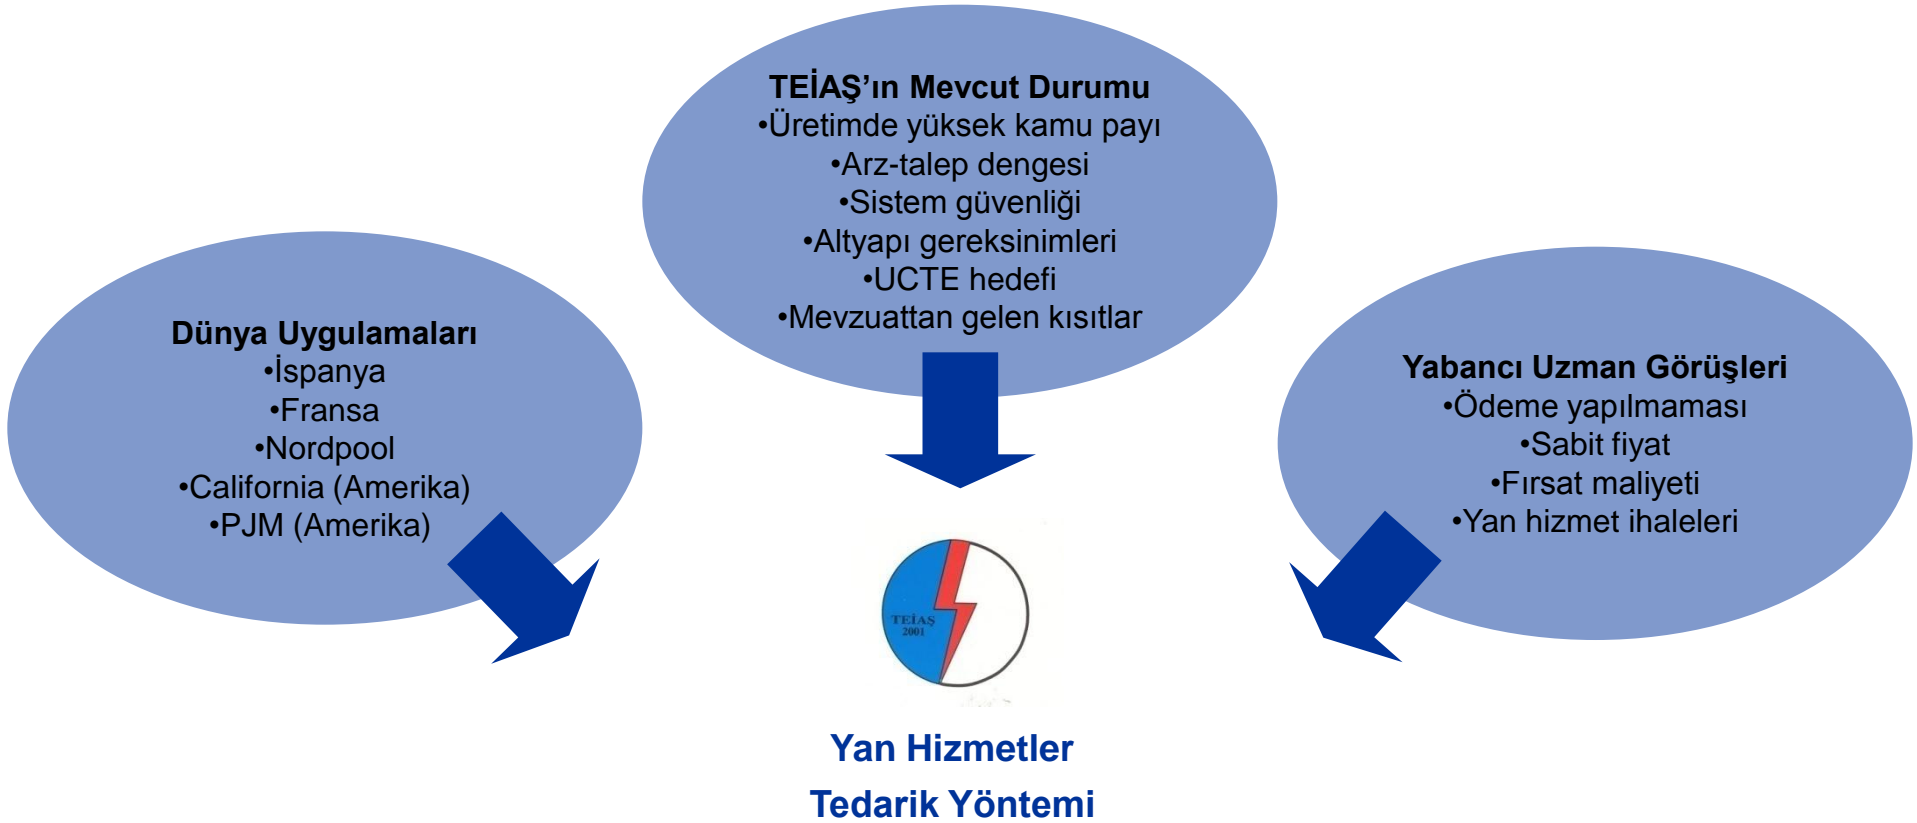 TEİAŞ’ın Mevcut Durumu
•Üretimde yüksek kamu payı
•Arz-talep dengesi
•Sistem güvenliği
•Altyapı gereksinimleri
•UCTE hedefi
•Mevzuattan gelen kısıtlar
Dünya Uygulamaları
•İspanya
•Fransa
•Nordpool
•California (Amerika)
•PJM (Amerika)
Yabancı Uzman Görüşleri
•Ödeme yapılmaması
•Sabit fiyat
•Fırsat maliyeti
•Yan hizmet ihaleleri
TEİAŞ
2001
Yan Hizmetler
Tedarik Yöntemi